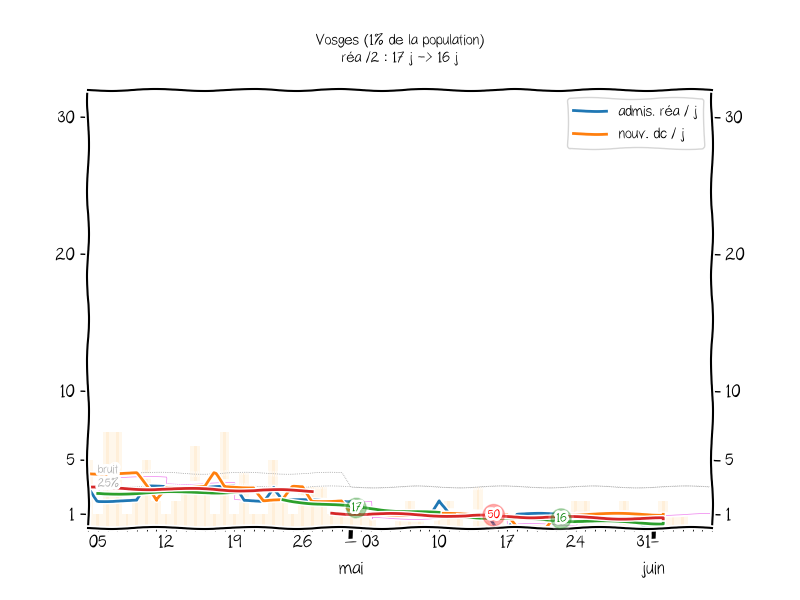 Vosges (1% de la population)
réa /2 : 17 j -> 16 j
admis. réa / j
nouv. dc / j
30
30
20
20
10
10
5
5
1
1
bruit
25%
17
50
16
05 12 19 26 03 10 17 24 31
mai juin